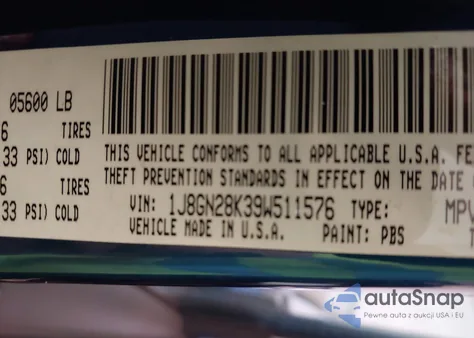 05600 LB
6 TIRES
33 PSI) COLD
6 TIRES
33 PSI) COLD
THIS VEHICLE CONFORMS TO ALL APPLICABLE U.S.A. FE
THEFT PREVENTION STANDARDS IN EFFECT ON THE DATE
VIN: 1J8GN28K39W511576 TYPE: MPV
VEHICLE MADE IN U.S.A. PAINT: PBS
autoSnap
Pewne auta z aukcji USA i EU